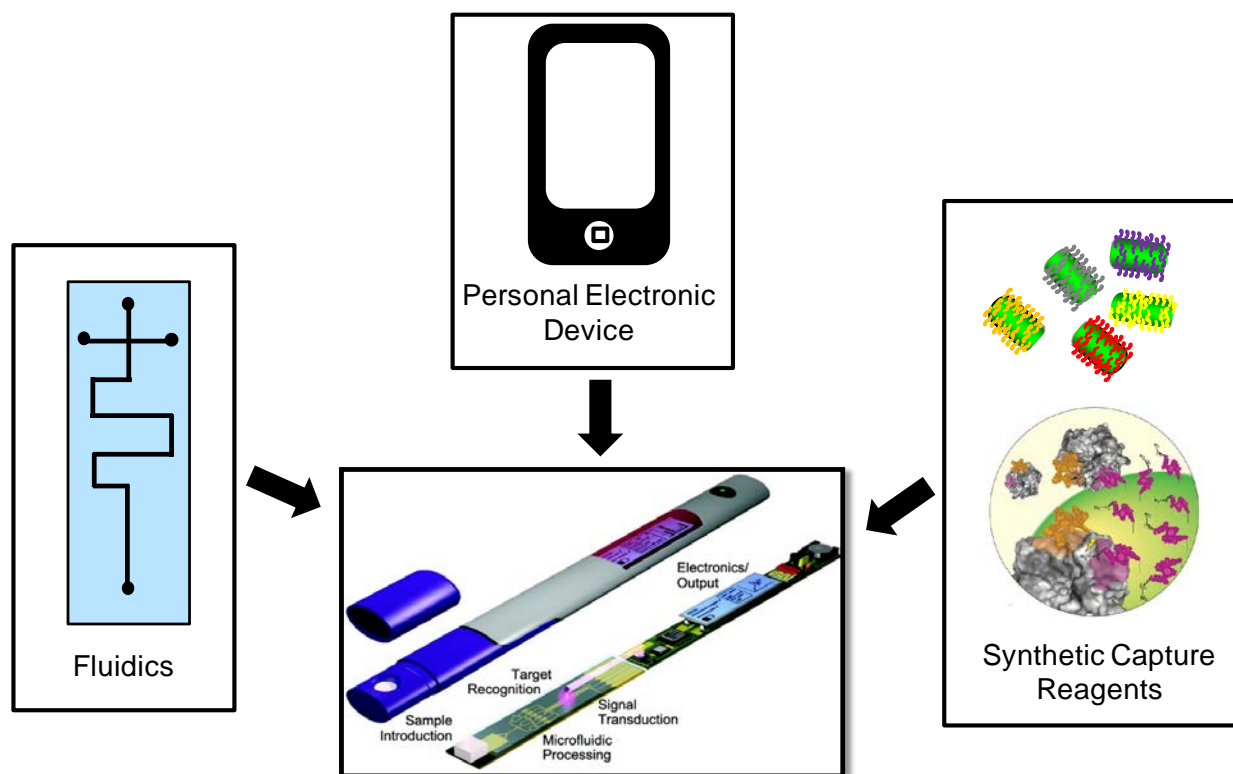 Personal Electronic
Device
Fluidics
Synthetic Capture
Reagents
Electronics/
Output
Target
Recognition
Signal
Transduction
Sample
Introduction
Microfluidic
Processing